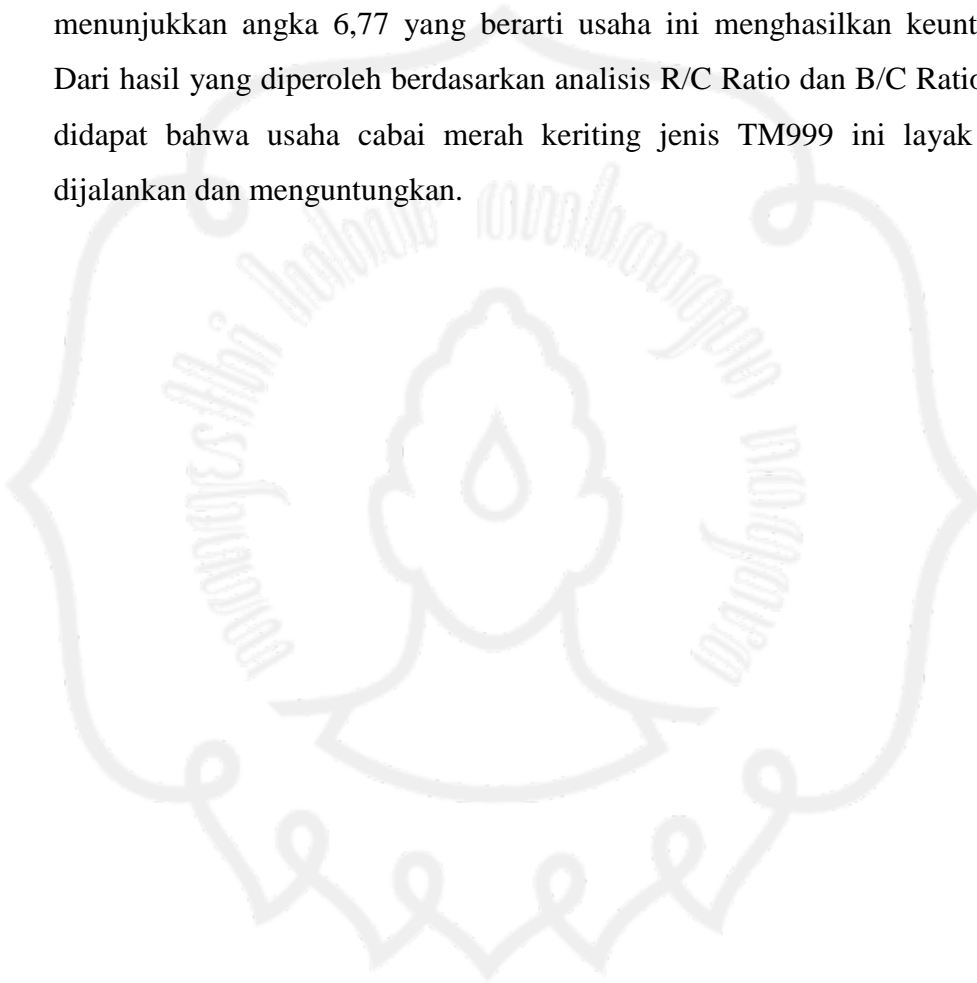 menunjukkan angka 6,77 yang berarti usaha ini menghasilkan
Dari hasil yang diperoleh berdasarkan analisis R/C Ratio dan B/C Ratio
didapat bahwa usaha cabai merah keriting jenis TM999 ini layak
dijalankan dan menguntungkan.